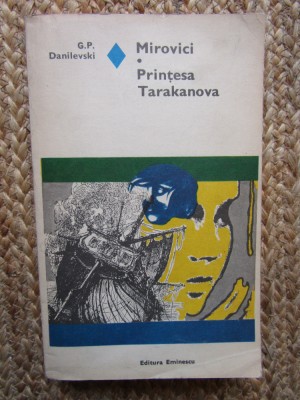 G.P.
Danilevski
Mirovici
•
Prințesa
Tarakanova
Editura Eminescu